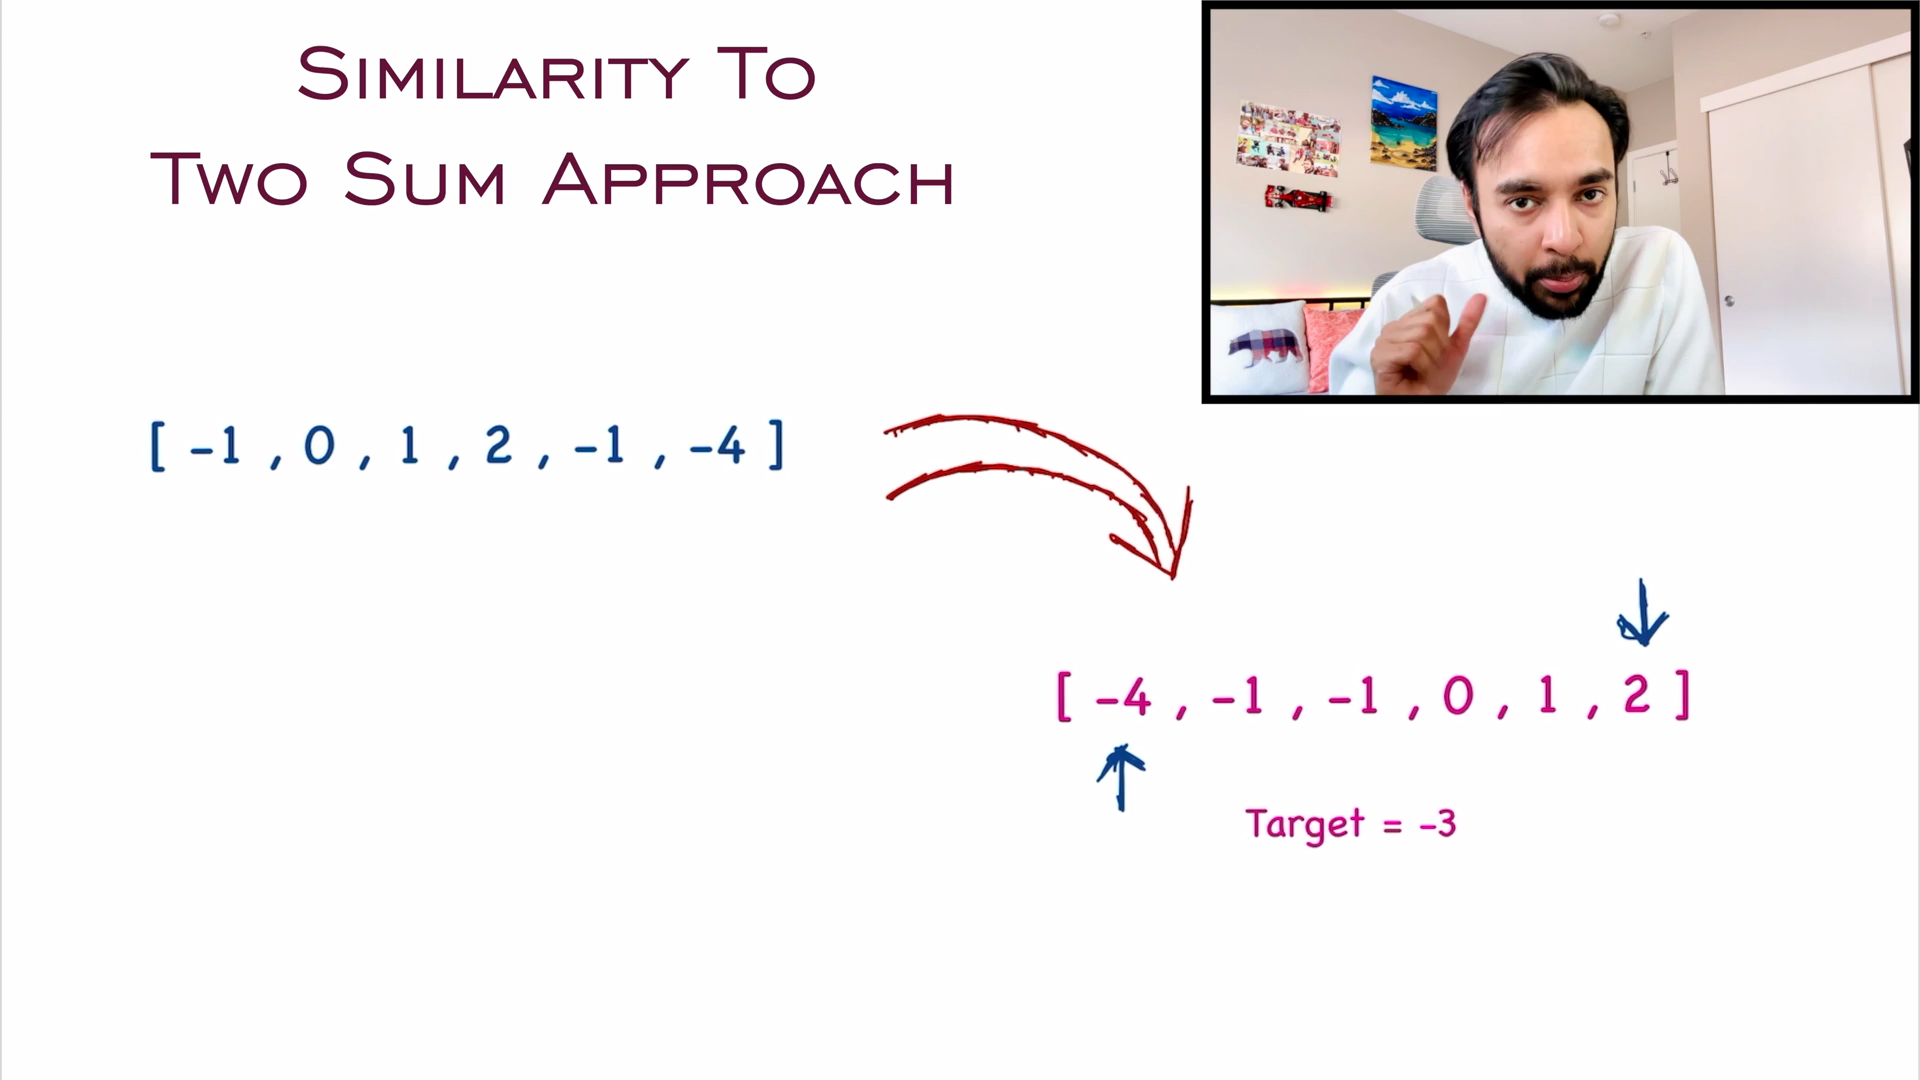 SIMILARITY TO
TWO SUM APPROACH
[ -1 , 0 , 1 , 2 , -1 , -4 ]
[ -4 , -1 , -1 , 0 , 1 , 2 ]
Target = -3